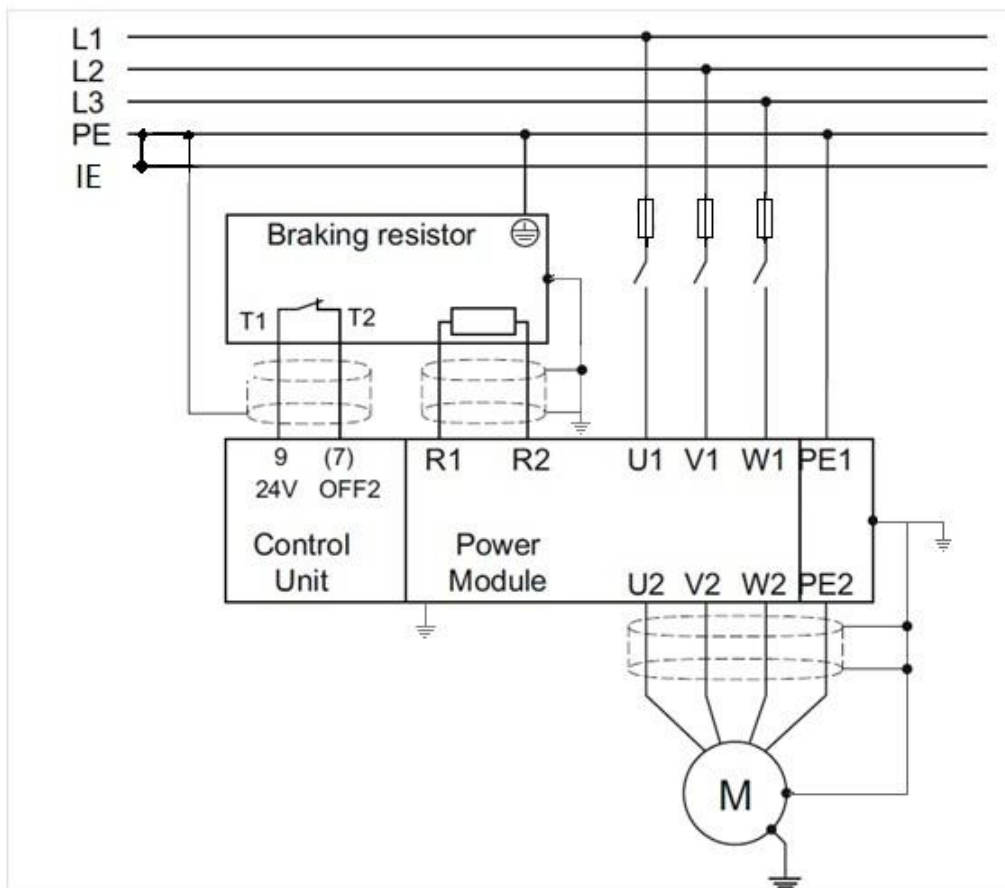 L1
L2
L3
PE
IE
Braking resistor
T1 T2
9 (7) R1 R2 U1 V1 W1 PE1
24V OFF2
Control Unit
Power Module
U2 V2 W2 PE2
M